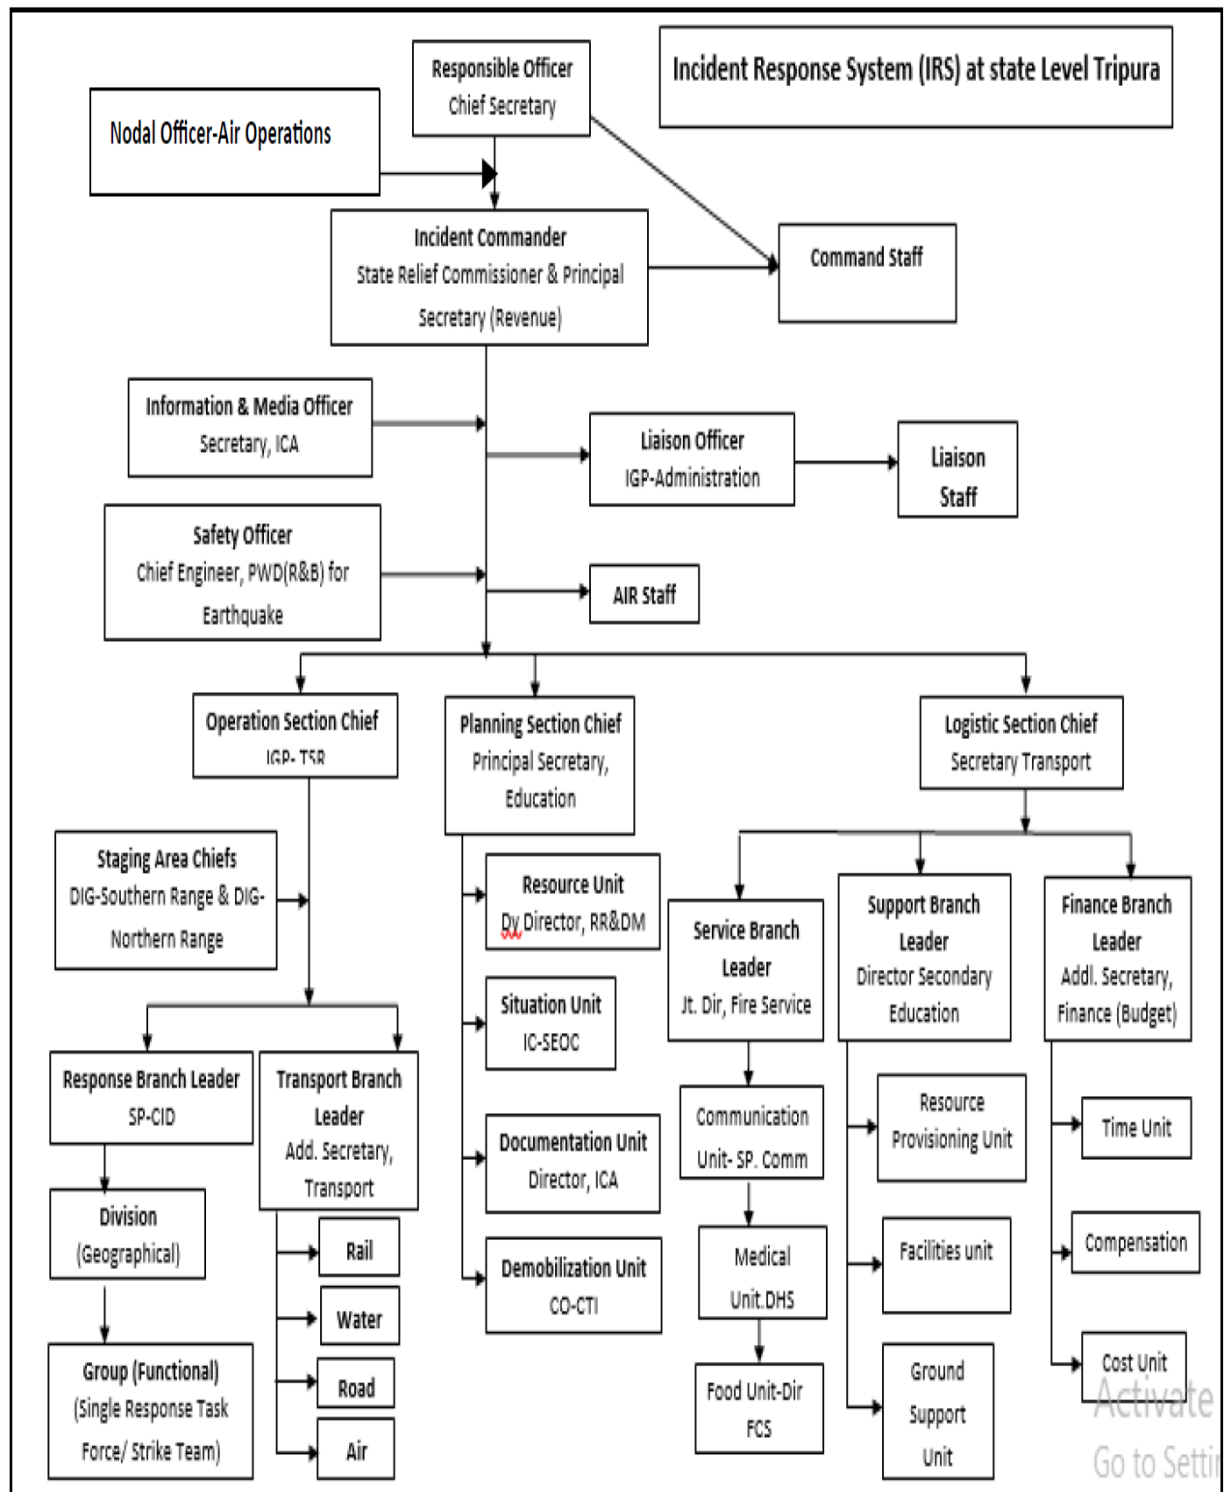 Incident Response System (IRS) at state Level Tripura
Responsible Officer
Chief Secretary
Nodal Officer-Air Operations
Incident Commander
State Relief Commissioner & Principal
Secretary (Revenue)
Command Staff
Information & Media Officer
Secretary, ICA
Liaison Officer
IGP-Administration
Liaison
Staff
Safety Officer
Chief Engineer, PWD(R&B) for
Earthquake
AIR Staff
Operation Section Chief
IGP- TSR
Planning Section Chief
Principal Secretary,
Education
Logistic Section Chief
Secretary Transport
Staging Area Chiefs
DIG-Southern Range & DIG-
Northern Range
Resource Unit
Dy Director, RR&DM
Situation Unit
IC-SEOC
Documentation Unit
Director, ICA
Demobilization Unit
CO-CTI
Response Branch Leader
SP-CID
Division
(Geographical)
Group (Functional)
(Single Response Task
Force/ Strike Team)
Transport Branch
Leader
Add. Secretary,
Transport
Rail
Water
Road
Air
Service Branch
Leader
Jt. Dir, Fire Service
Communication
Unit- SP. Comm
Medical
Unit.DHS
Food Unit-Dir
FCS
Support Branch
Leader
Director Secondary
Education
Resource
Provisioning Unit
Facilities unit
Ground
Support
Unit
Finance Branch
Leader
Addl. Secretary,
Finance (Budget)
Time Unit
Compensation
Cost Unit
Activate
Go to Setti